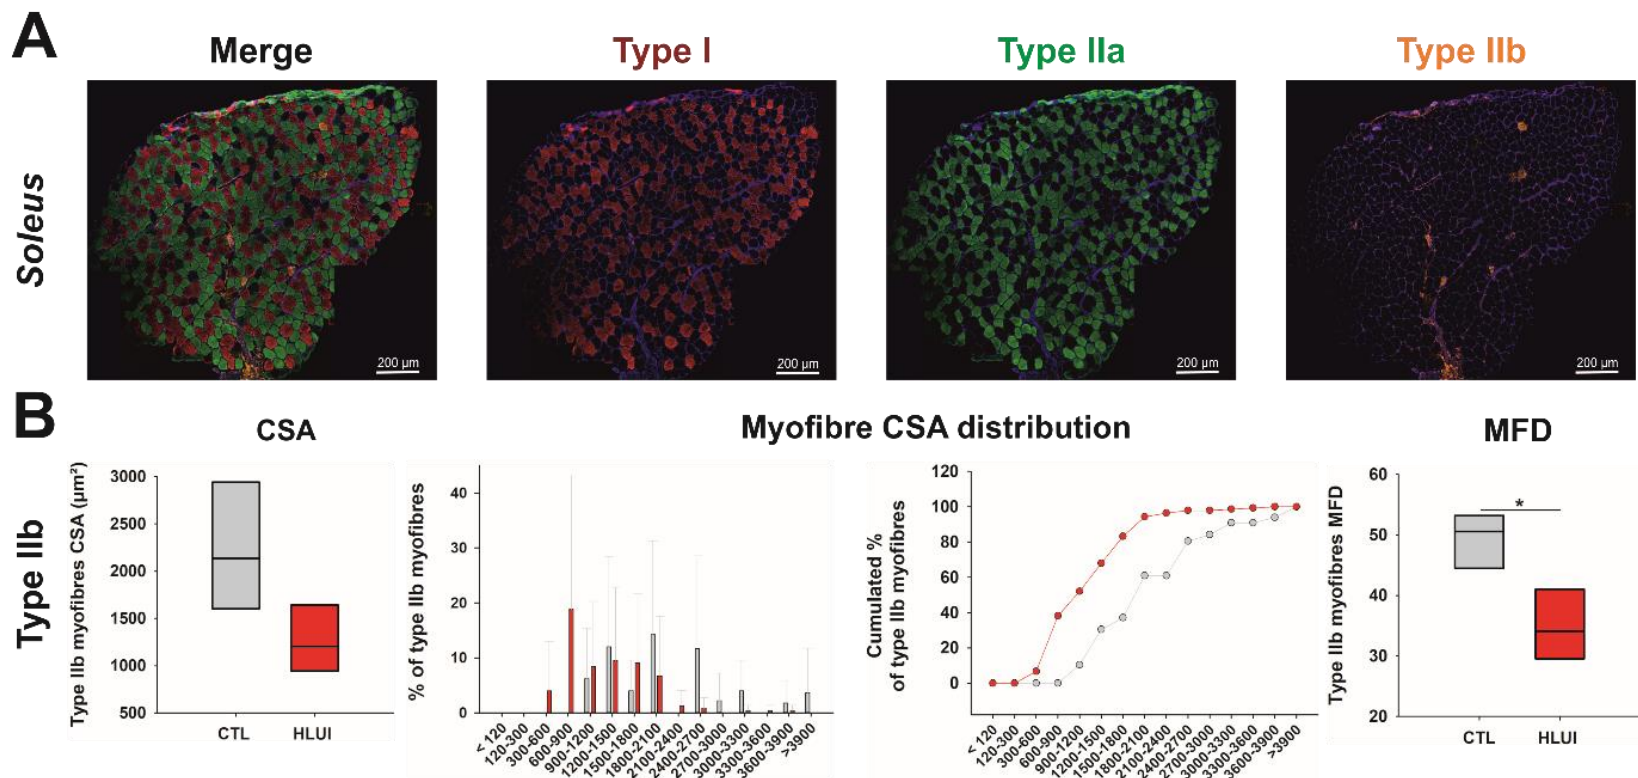 A
Merge
Type I
Type IIa
Type IIb
Soleus
200 µm
200 µm
200 µm
200 µm
B
Type IIb
CSA
Myofibre CSA distribution
MFD
Type IIb myofibres CSA (µm²)
3000
2500
2000
1500
1000
500
CTL
HLUI
% of type IIb myofibres
40
30
20
10
0
< 120
120-300
300-600
600-900
900-1200
1200-1500
1500-1800
1800-2100
2100-2400
2400-2700
2700-3000
3000-3300
3300-3600
3600-3900
>3900
Cumulated %
of type IIb myofibres
120
100
80
60
40
20
0
< 120
120-300
300-600
600-900
900-1200
1200-1500
1500-1800
1800-2100
2100-2400
2400-2700
2700-3000
3000-3300
3300-3600
3600-3900
>3900
Type IIb myofibres MFD
60
50
40
30
20
*
CTL
HLUI